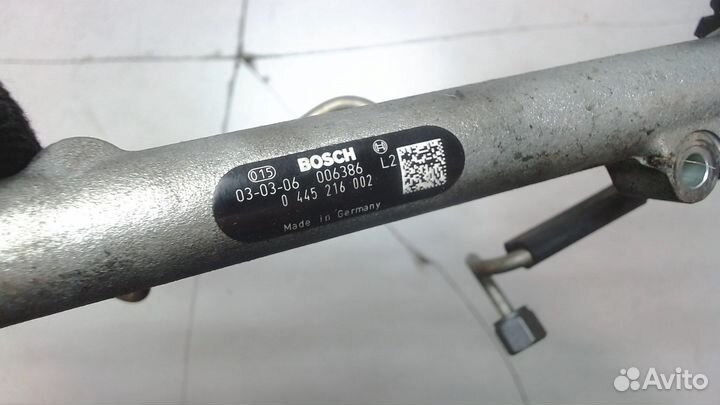 015 BOSCH L2
03-03-06 006386
0 445 216 002
Made in Germany
Avito